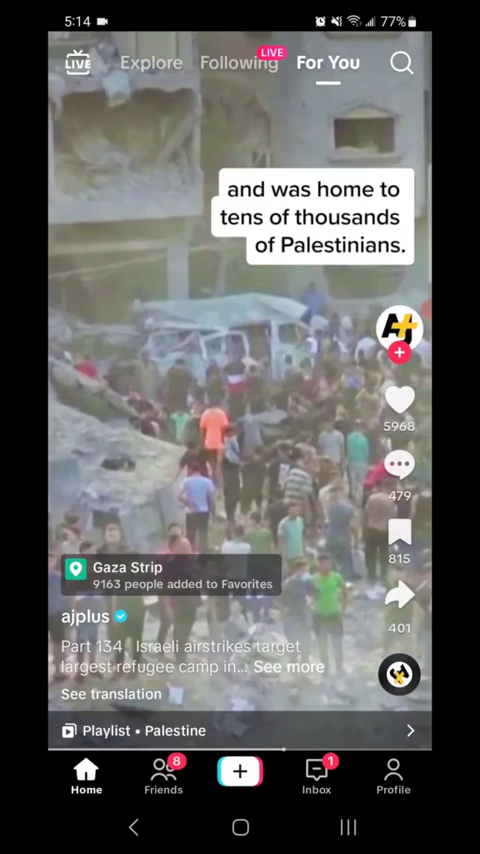 5:14
77%
LIVE
Explore
Following
LIVE
For You
and was home to
tens of thousands
of Palestinians.
Aj+
5968
479
815
401
Gaza Strip
9163 people added to Favorites
ajplus
Part 134 Israeli airstrikes target
largest refugee camp in... See more
See translation
Playlist • Palestine
Home
8
Friends
1
Inbox
Profile